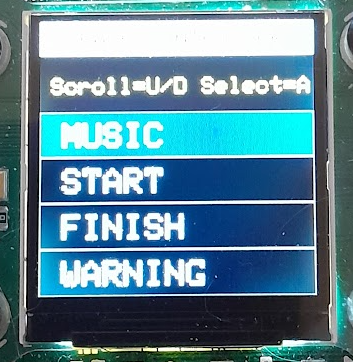 Scroll=U/D Select=A
MUSIC
START
FINISH
WARNING